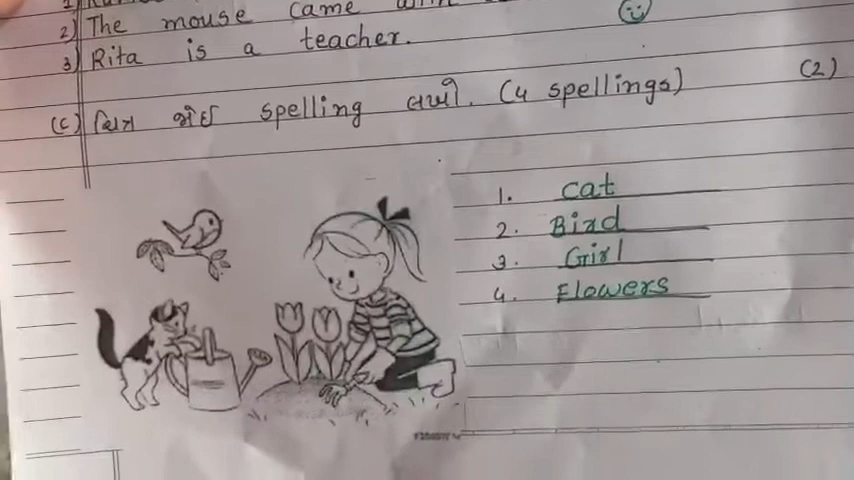 2) The mouse came
3) Rita is a teacher.
(C) ચિત્ર જોઈ spelling લખો. (4 spellings) (2)
1. Cat
2. Bird
3. Girl
4. Flowers